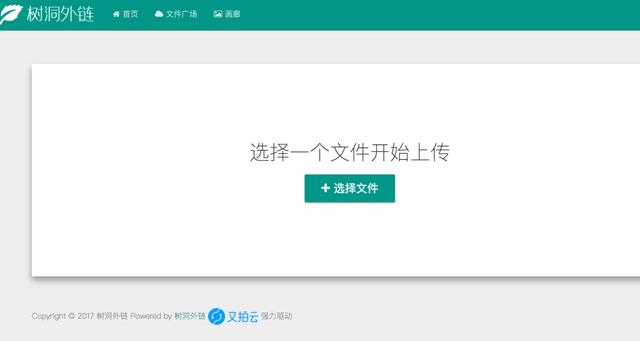 树洞外链 首页 文件广场 画廊
选择一个文件开始上传
+ 选择文件
Copyright © 2017 树洞外链 Powered by 树洞外链 又拍云 强力驱动